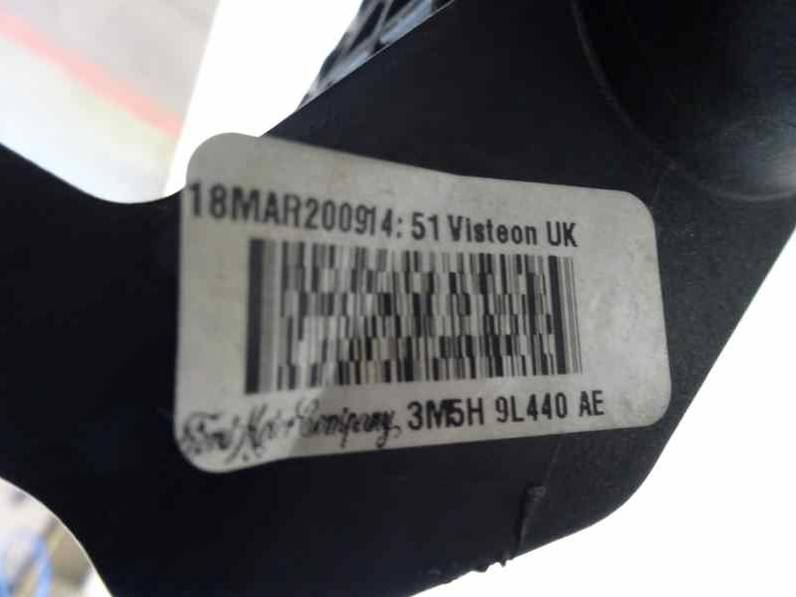 18MAR200914:51 Visteon UK
Ford Motor Company, 3M5H 9L440 AE